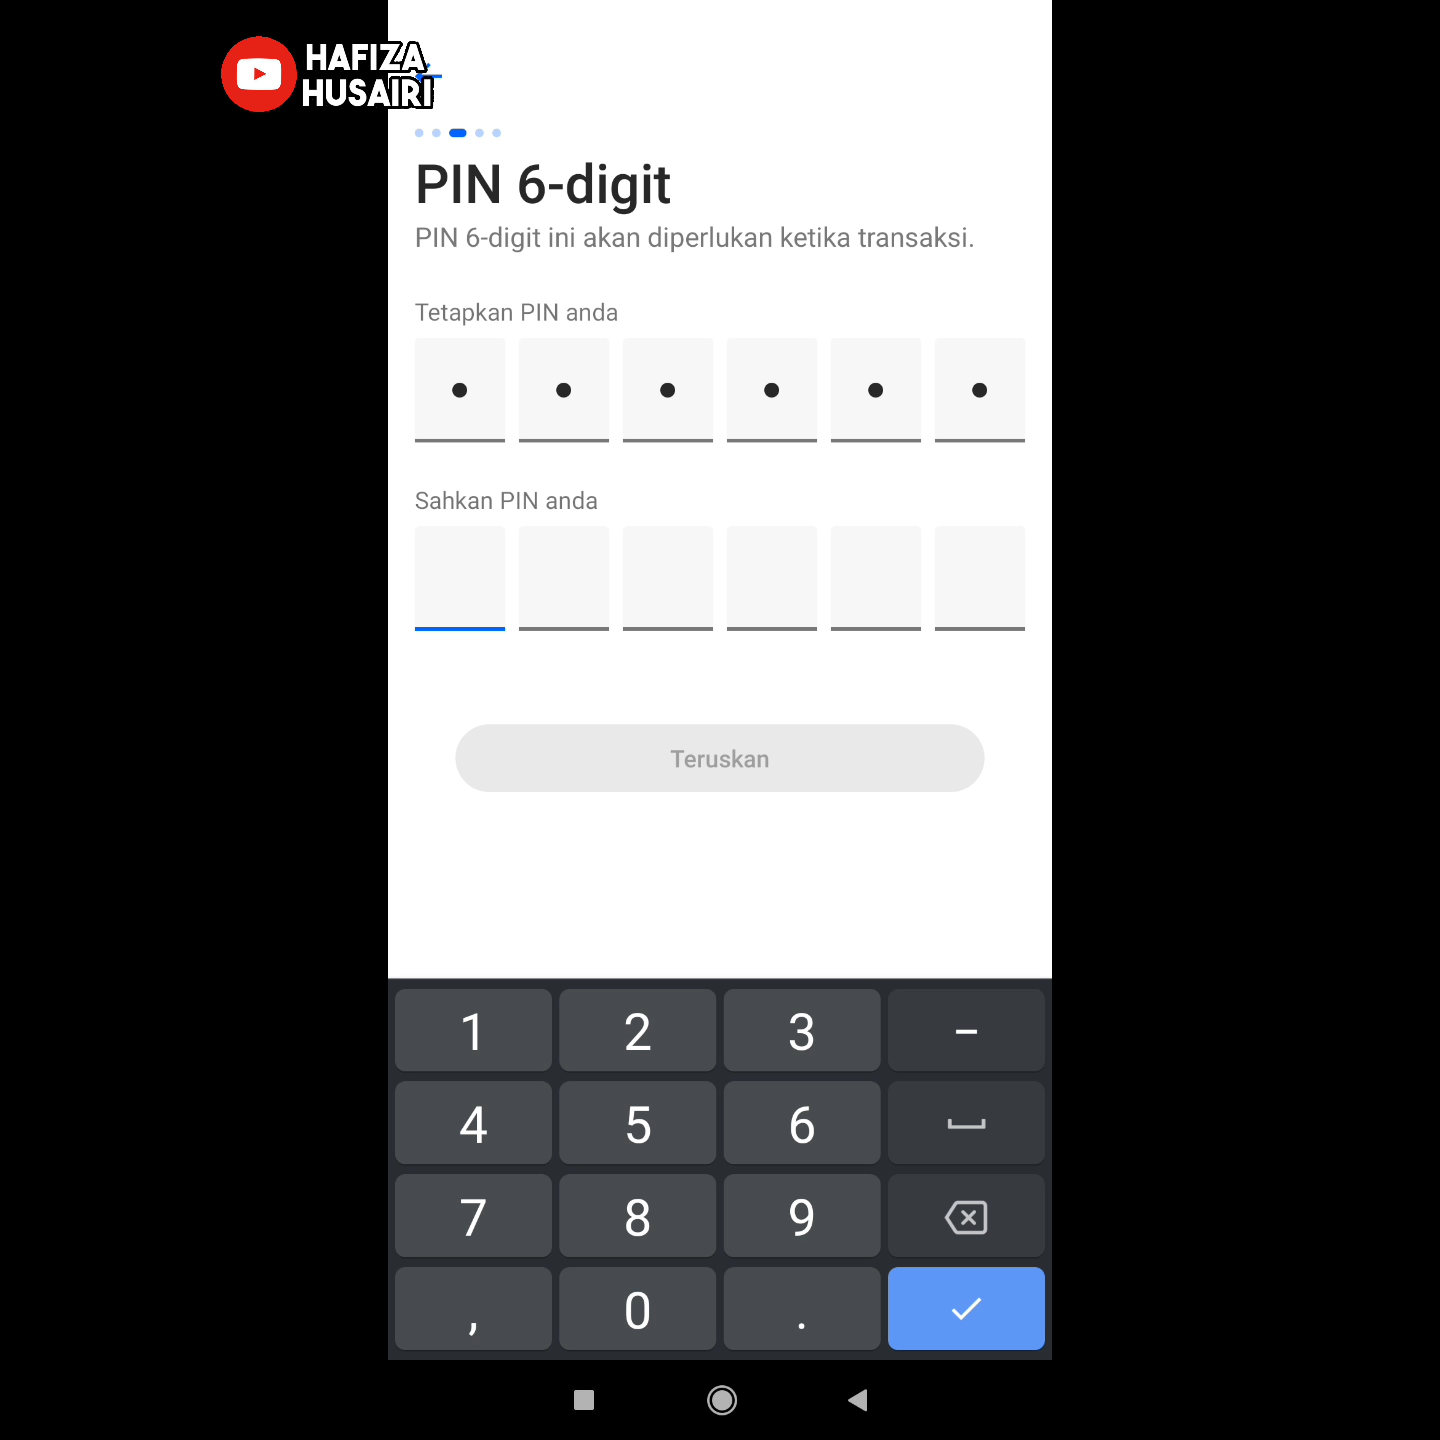 HAFIZA
HUSAIRI
PIN 6-digit
PIN 6-digit ini akan diperlukan ketika transaksi.
Tetapkan PIN anda
Sahkan PIN anda
Teruskan
1 2 3 -
4 5 6
7 8 9
, 0 .